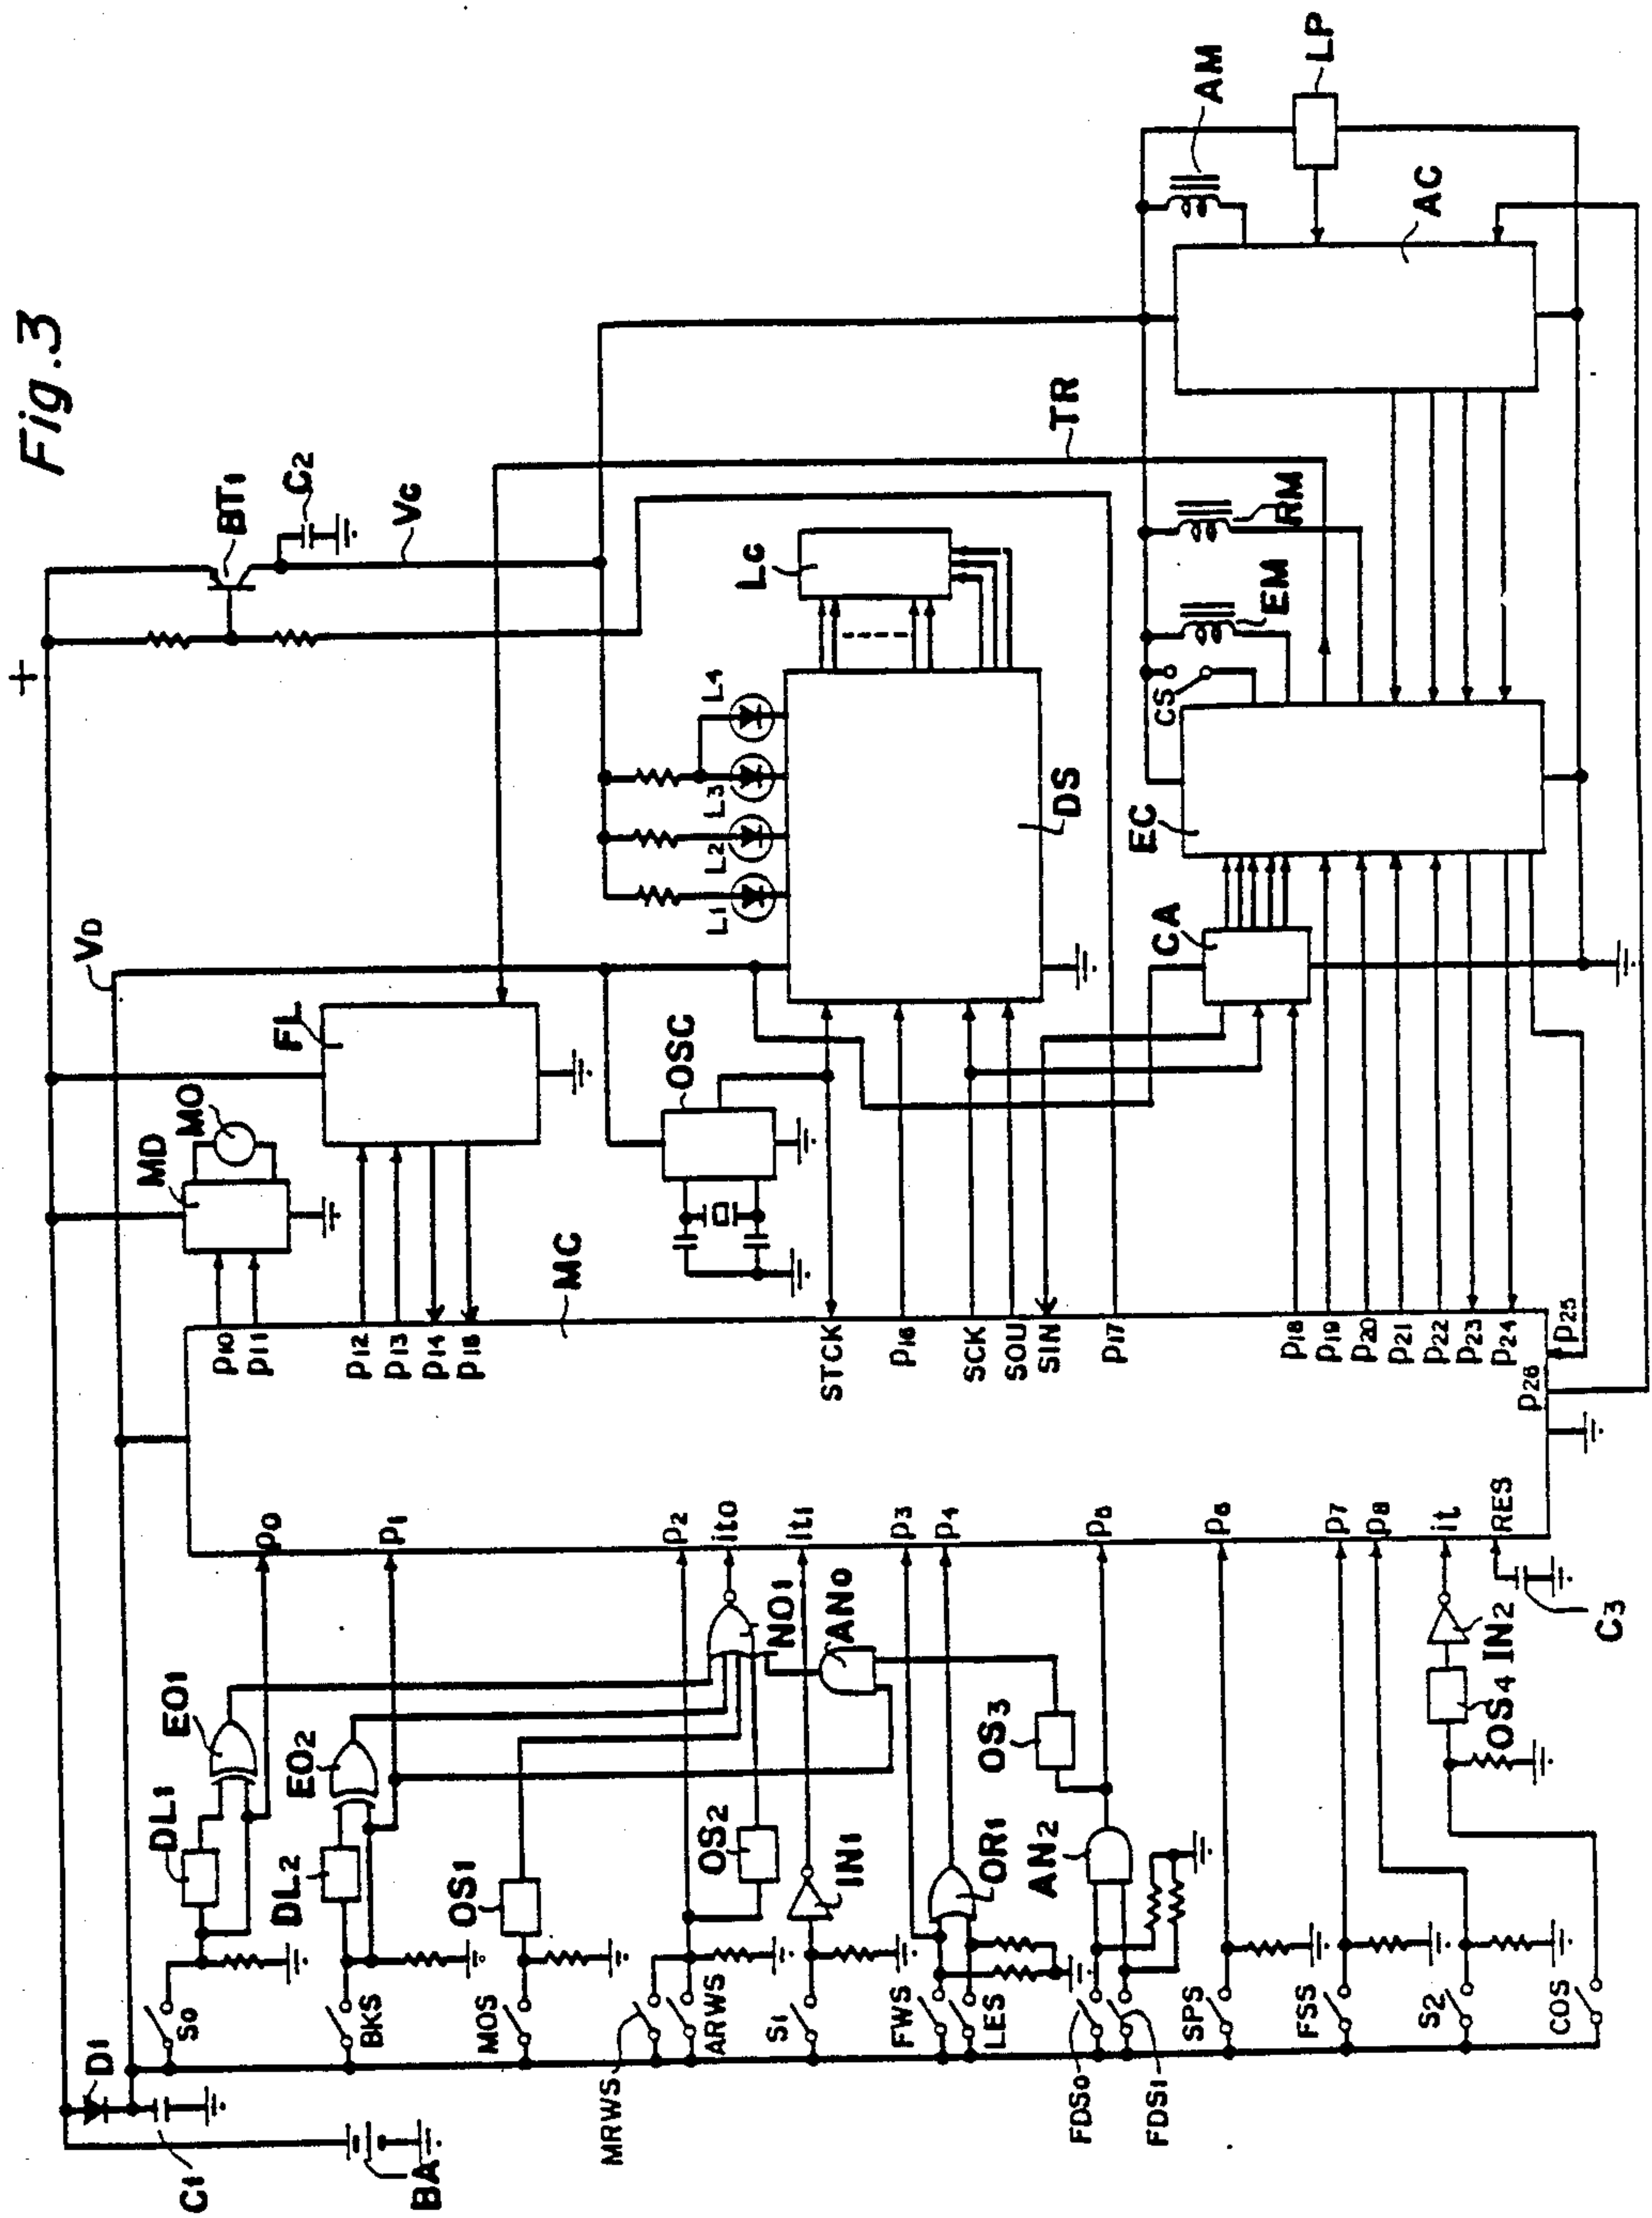 Fig.3
+
BT1
C2
VC
VD
AM
LP
AC
TR
RM
EM
CS
EC
CA
LC
L4
L3
L2
L1
DS
FL
MO
MD
OSC
MC
P10
P11
P12
P13
P14
P15
STCK
P16
SCK
SOU
SIN
P17
P18
P19
P20
P21
P22
P23
P24
P25
P26
P0
P1
P2
it0
it1
P3
P4
P5
P6
P7
P8
it
RES
C3
EO1
DL1
EO2
DL2
OS1
NO1
AN0
OS2
IN1
OR1
OS3
AN2
OS4
IN2
D1
S0
BKS
MOS
MRWS
ARWS
S1
FWS
LES
FDS0
FDS1
SPS
FSS
S2
COS
C1
BA